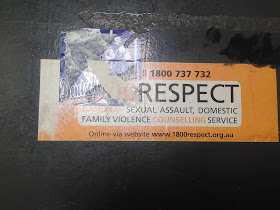 1800 737 732
RESPECT
SEXUAL ASSAULT, DOMESTIC
FAMILY VIOLENCE COUNSELLING SERVICE
Online via website www.1800respect.org.au